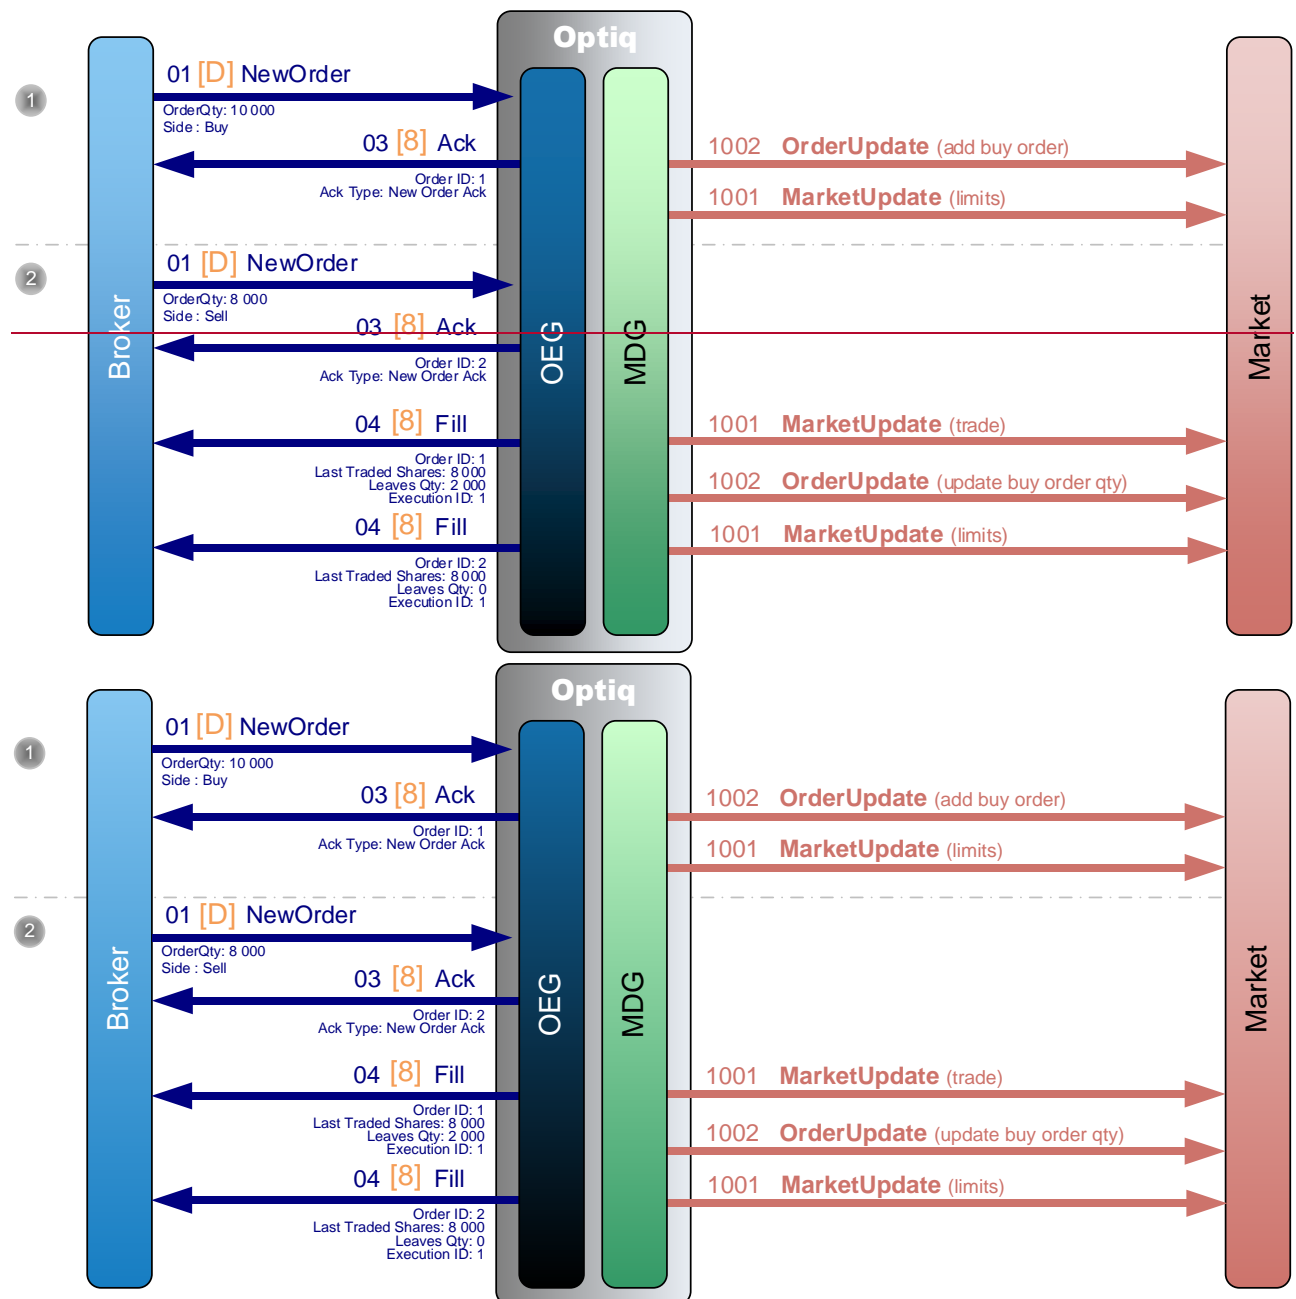 Optiq
1
01 [D] NewOrder
OrderQty: 10 000
Side : Buy
03 [8] Ack
Order ID: 1
Ack Type: New Order Ack
1002 OrderUpdate (add buy order)
1001 MarketUpdate (limits)
2
01 [D] NewOrder
OrderQty: 8 000
Side : Sell
03 [8] Ack
Order ID: 2
Ack Type: New Order Ack
Broker
OEG
MDG
Market
04 [8] Fill
Order ID: 1
Last Traded Shares: 8 000
Leaves Qty: 2 000
Execution ID: 1
1001 MarketUpdate (trade)
1002 OrderUpdate (update buy order qty)
04 [8] Fill
Order ID: 2
Last Traded Shares: 8 000
Leaves Qty: 0
Execution ID: 1
1001 MarketUpdate (limits)
Optiq
1
01 [D] NewOrder
OrderQty: 10 000
Side : Buy
03 [8] Ack
Order ID: 1
Ack Type: New Order Ack
1002 OrderUpdate (add buy order)
1001 MarketUpdate (limits)
2
01 [D] NewOrder
OrderQty: 8 000
Side : Sell
03 [8] Ack
Order ID: 2
Ack Type: New Order Ack
Broker
OEG
MDG
Market
04 [8] Fill
Order ID: 1
Last Traded Shares: 8 000
Leaves Qty: 2 000
Execution ID: 1
1001 MarketUpdate (trade)
1002 OrderUpdate (update buy order qty)
04 [8] Fill
Order ID: 2
Last Traded Shares: 8 000
Leaves Qty: 0
Execution ID: 1
1001 MarketUpdate (limits)